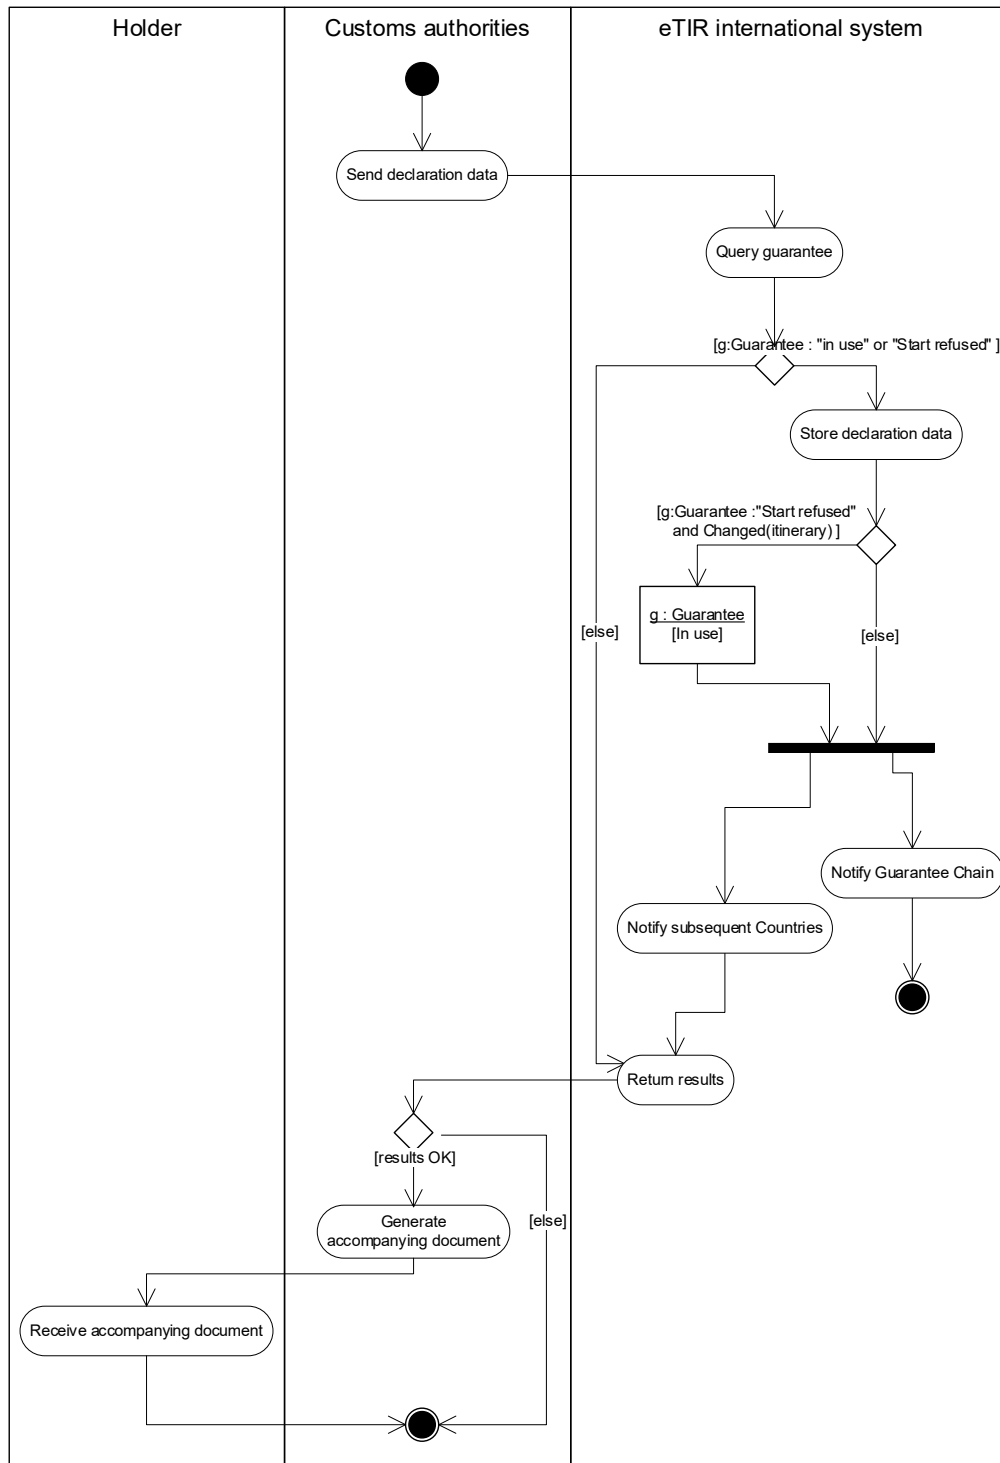 Holder
Customs authorities
eTIR international system
Send declaration data
Query guarantee
[g:Guarantee : "in use" or "Start refused" ]
Store declaration data
[g:Guarantee :"Start refused"
and Changed(itinerary) ]
g : Guarantee
[In use]
[else]
[else]
Notify Guarantee Chain
Notify subsequent Countries
Return results
[results OK]
Generate
accompanying document
[else]
Receive accompanying document